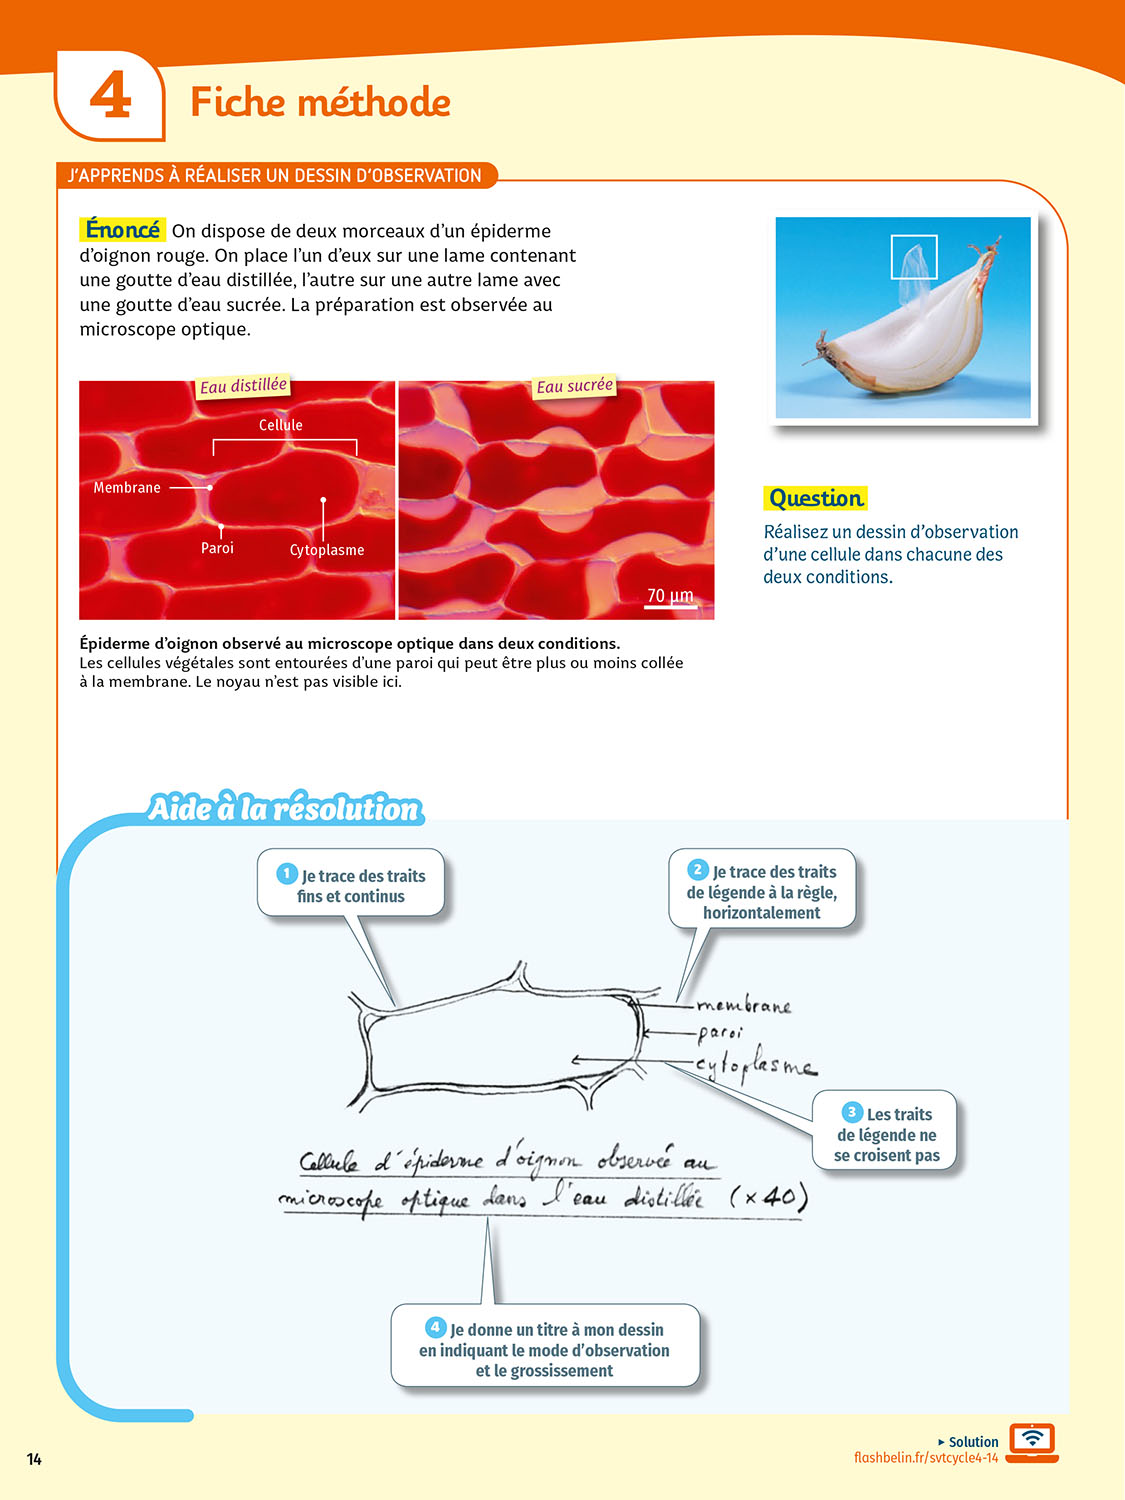 4
Fiche méthode
J'APPRENDS À RÉALISER UN DESSIN D'OBSERVATION
Énoncé On dispose de deux morceaux d'un épiderme
d'oignon rouge. On place l'un d'eux sur une lame contenant
une goutte d'eau distillée, l'autre sur une autre lame avec
une goutte d'eau sucrée. La préparation est observée au
microscope optique.
Eau distillée
Eau sucrée
Cellule
Membrane
Paroi
Cytoplasme
70 µm
Épiderme d'oignon observé au microscope optique dans deux conditions.
Les cellules végétales sont entourées d'une paroi qui peut être plus ou moins collée
à la membrane. Le noyau n'est pas visible ici.
Question
Réalisez un dessin d'observation
d'une cellule dans chacune des
deux conditions.
Aide à la résolution
1 Je trace des traits
fins et continus
2 Je trace des traits
de légende à la règle,
horizontalement
membrane
paroi
cytoplasme
3 Les traits
de légende ne
se croisent pas
Cellule d'épiderme d'oignon observée au
microscope optique dans l'eau distillée (×40)
4 Je donne un titre à mon dessin
en indiquant le mode d'observation
et le grossissement
▸ Solution
flashbelin.fr/svtcycle4-14
14